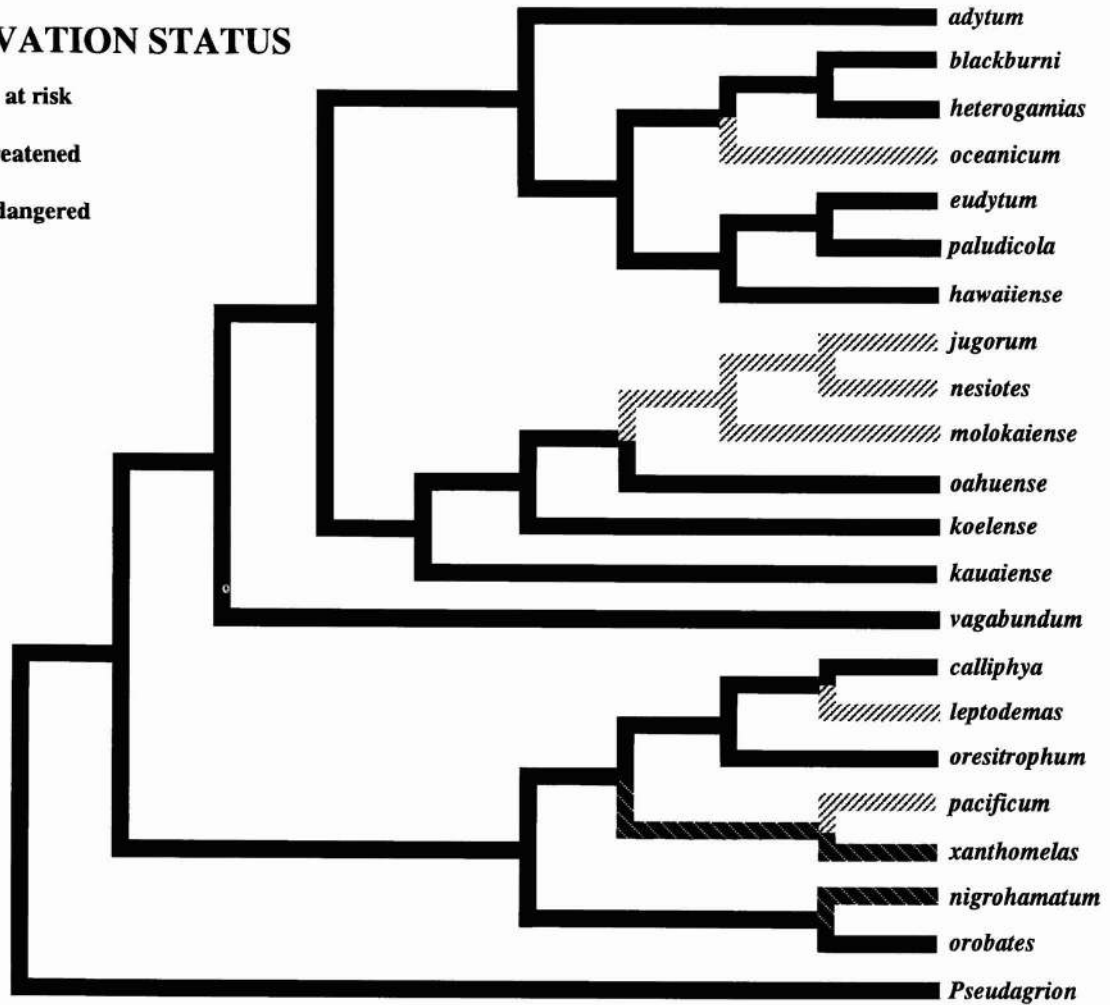 VATION STATUS
at risk
reatened
dangered
adytum
blackburni
heterogamias
oceanicum
eudytum
paludicola
hawaiiense
jugorum
nesiotes
molokaiense
oahuense
koelense
kauaiense
vagabundum
calliphya
leptodemas
oresitrophum
pacificum
xanthomelas
nigrohamatum
orobates
Pseudagrion